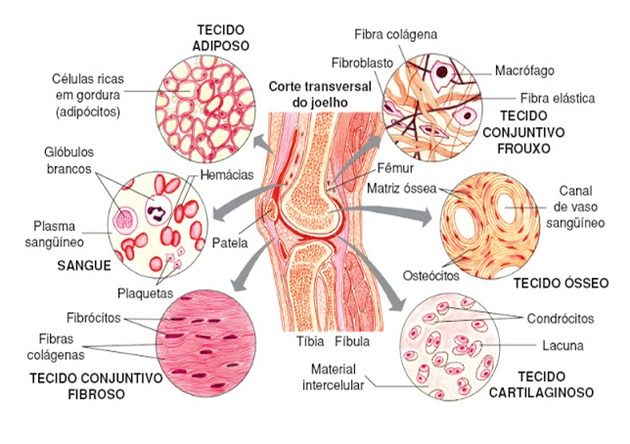 TECIDO
ADIPOSO
Células ricas
em gordura
(adipócitos)
Corte transversal
do joelho
Fibra colágena
Fibroblasto
Macrófago
Fibra elástica
TECIDO
CONJUNTIVO
FROUXO
Glóbulos
brancos
Hemácias
Plasma
sangüíneo
SANGUE
Plaquetas
Patela
Fêmur
Matriz óssea
Canal
de vaso
sangüíneo
Osteócitos
TECIDO ÓSSEO
Fibrócitos
Fibras
colágenas
TECIDO CONJUNTIVO
FIBROSO
Tíbia Fíbula
Material
intercelular
Condrócitos
Lacuna
TECIDO
CARTILAGINOSO